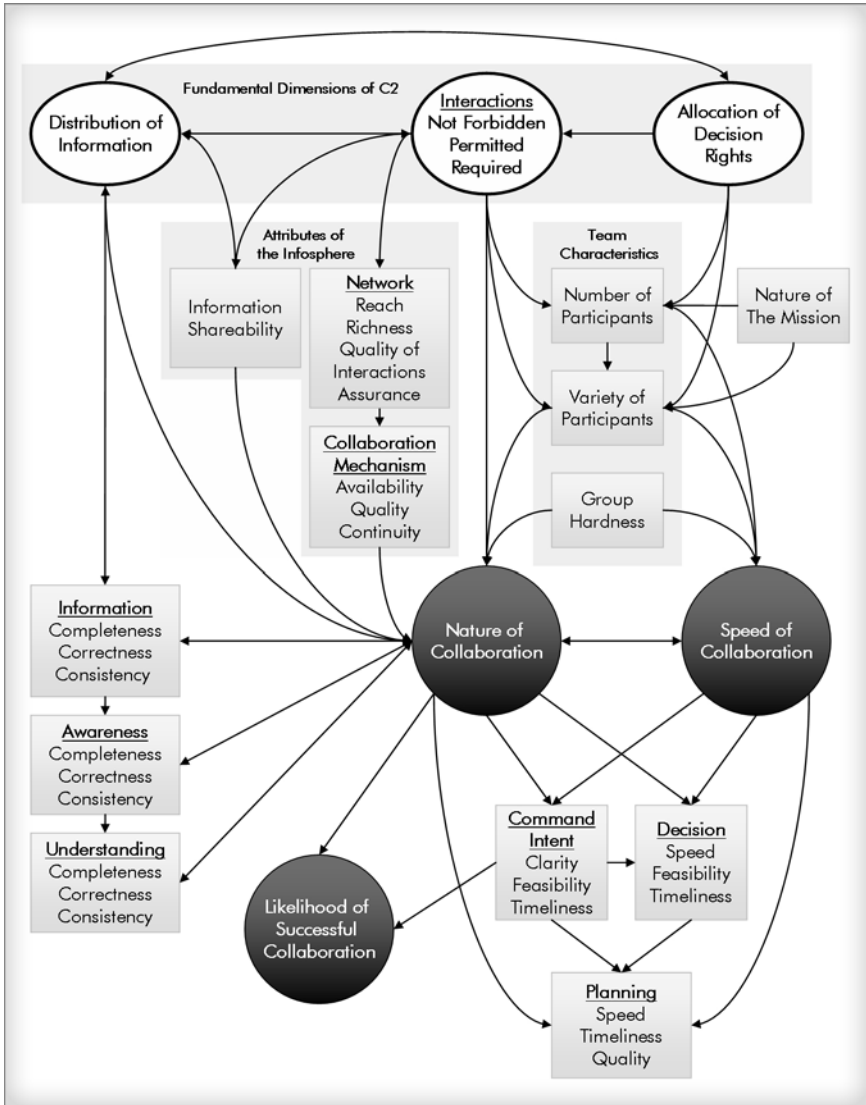 Fundamental Dimensions of C2
Distribution of
Information
Interactions
Not Forbidden
Permitted
Required
Allocation of
Decision
Rights
Attributes of
the Infosphere
Information
Shareability
Network
Reach
Richness
Quality of
Interactions
Assurance
Collaboration
Mechanism
Availability
Quality
Continuity
Team
Characteristics
Number of
Participants
Variety of
Participants
Group
Hardness
Nature of
The Mission
Information
Completeness
Correctness
Consistency
Awareness
Completeness
Correctness
Consistency
Understanding
Completeness
Correctness
Consistency
Nature of
Collaboration
Speed of
Collaboration
Likelihood of
Successful
Collaboration
Command
Intent
Clarity
Feasibility
Timeliness
Decision
Speed
Feasibility
Timeliness
Planning
Speed
Timeliness
Quality